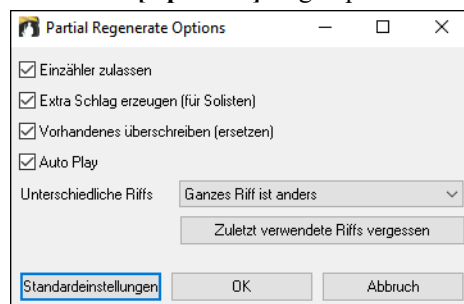 Partial Regenerate Options
Einzähler zulassen
Extra Schlag erzeugen (für Solisten)
Vorhandenes überschreiben (ersetzen)
Auto Play
Unterschiedliche Riffs Ganzes Riff ist anders
Zuletzt verwendete Riffs vergessen
Standardeinstellungen OK Abbruch